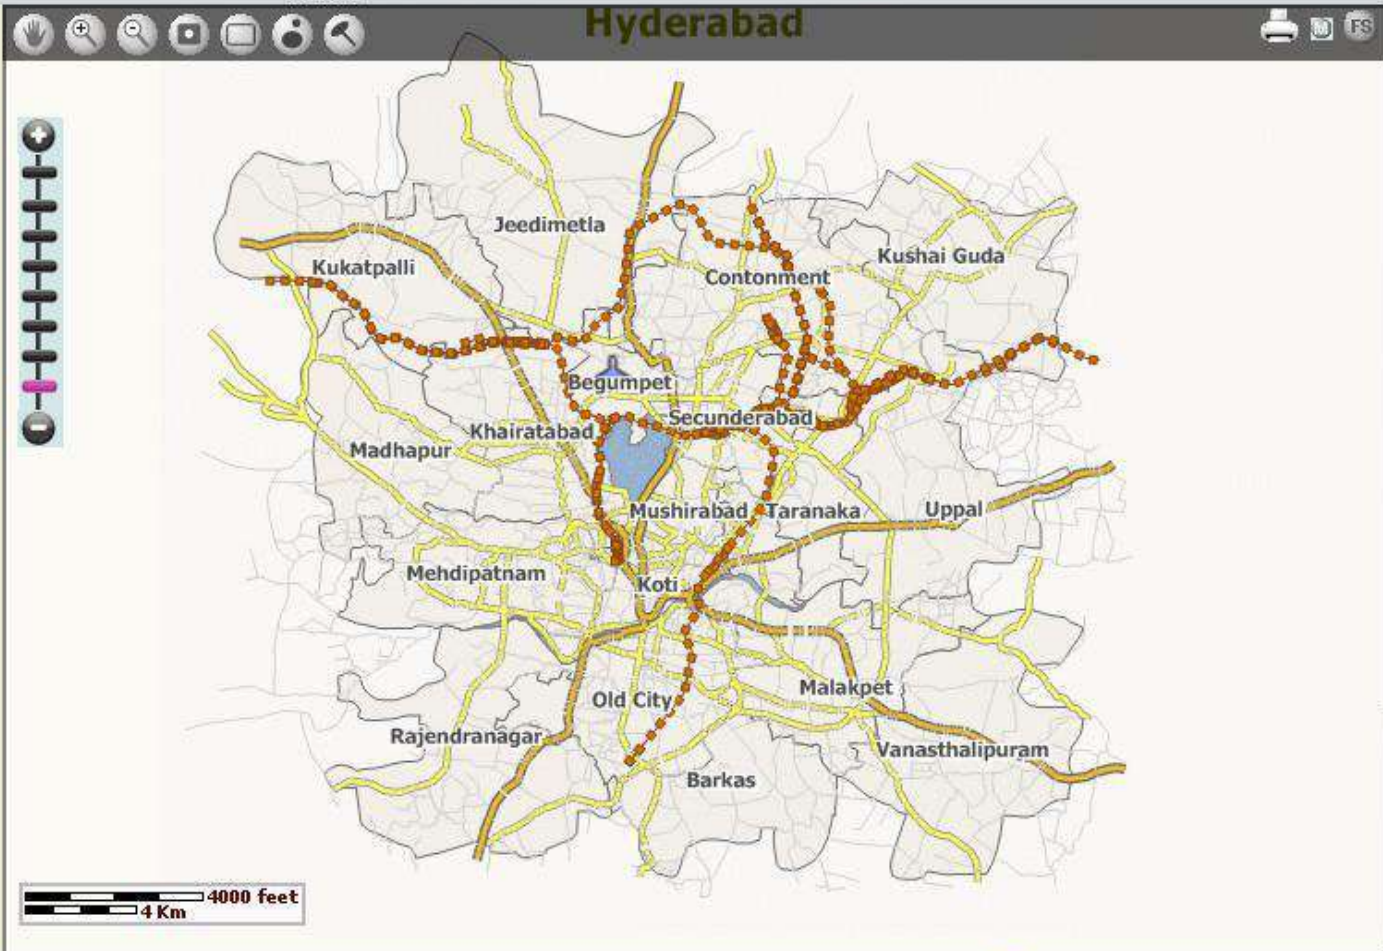 Hyderabad
FS
Jeedimetla
Kushai Guda
Kukatpalli
Contonment
Begumpet
Secunderabad
Khairatabad
Madhapur
Mushirabad
Taranaka
Uppal
Mehdipatnam
Koti
Malakpet
Old City
Rajendranagar
Vanasthalipuram
Barkas
4000 feet
4 Km